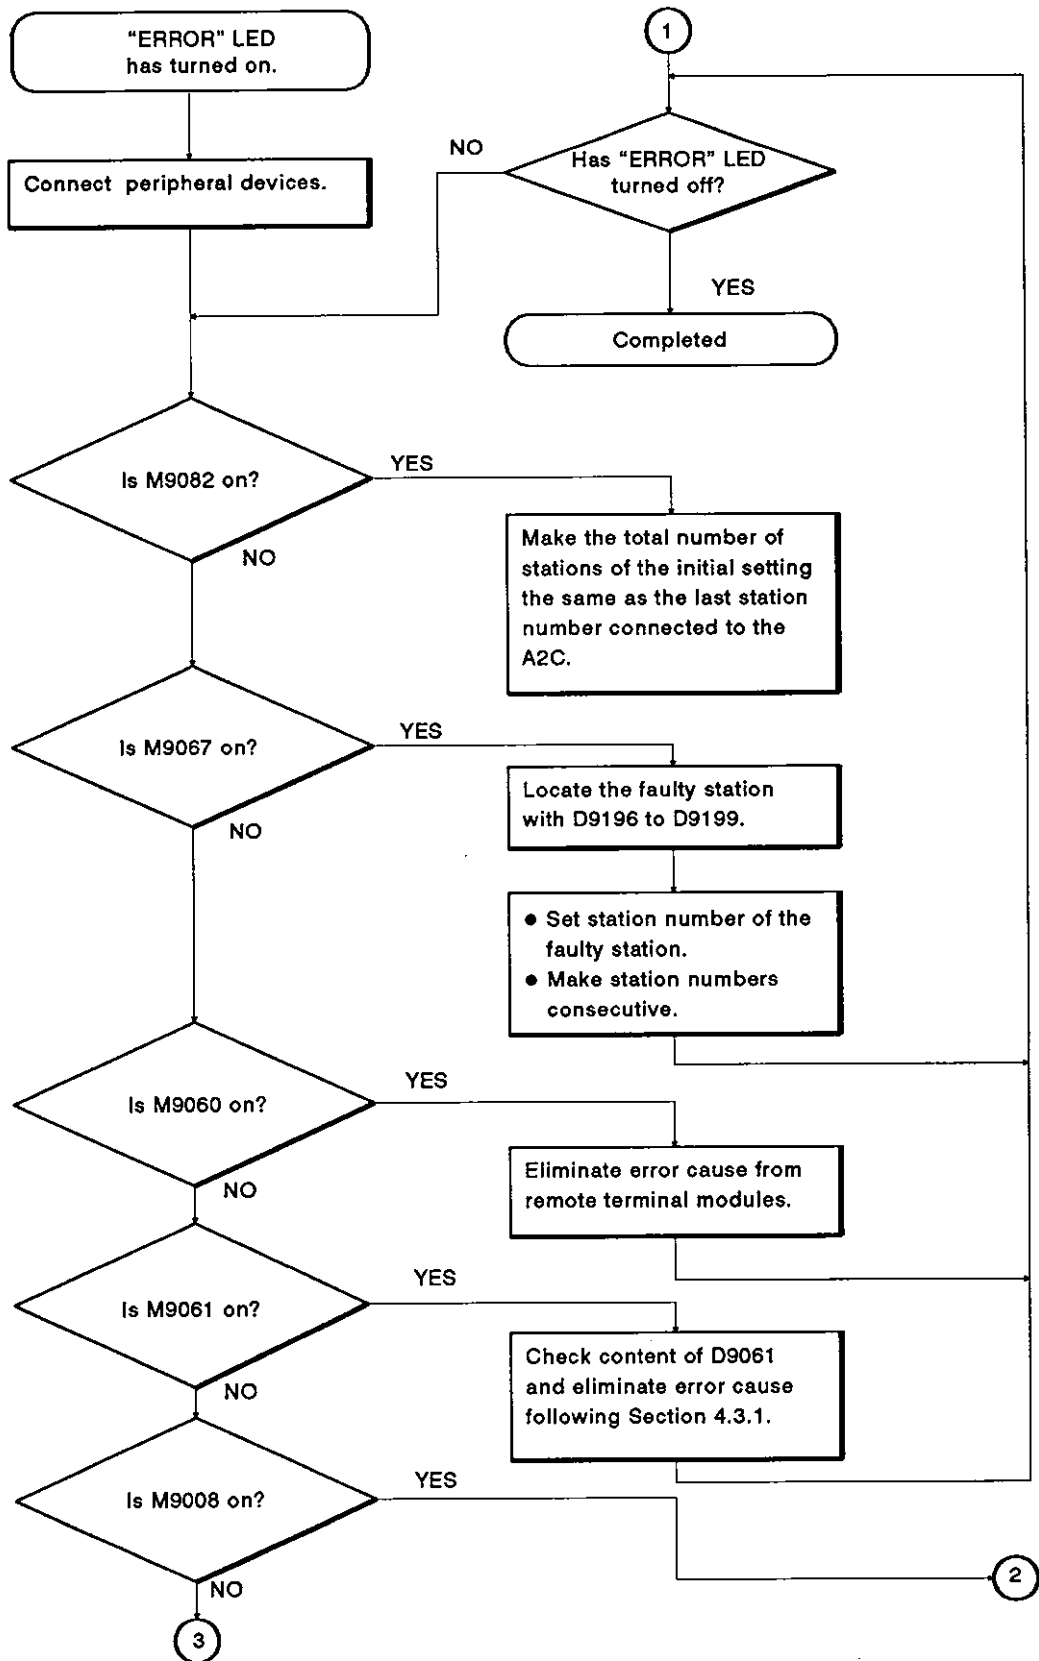 "ERROR" LED
has turned on.
Connect peripheral devices.
1
Has "ERROR" LED
turned off?
NO
YES
Completed
Is M9082 on?
YES
NO
Make the total number of
stations of the initial setting
the same as the last station
number connected to the
A2C.
Is M9067 on?
YES
NO
Locate the faulty station
with D9196 to D9199.
● Set station number of the
faulty station.
● Make station numbers
consecutive.
Is M9060 on?
YES
NO
Eliminate error cause from
remote terminal modules.
Is M9061 on?
YES
NO
Check content of D9061
and eliminate error cause
following Section 4.3.1.
Is M9008 on?
YES
NO
2
3